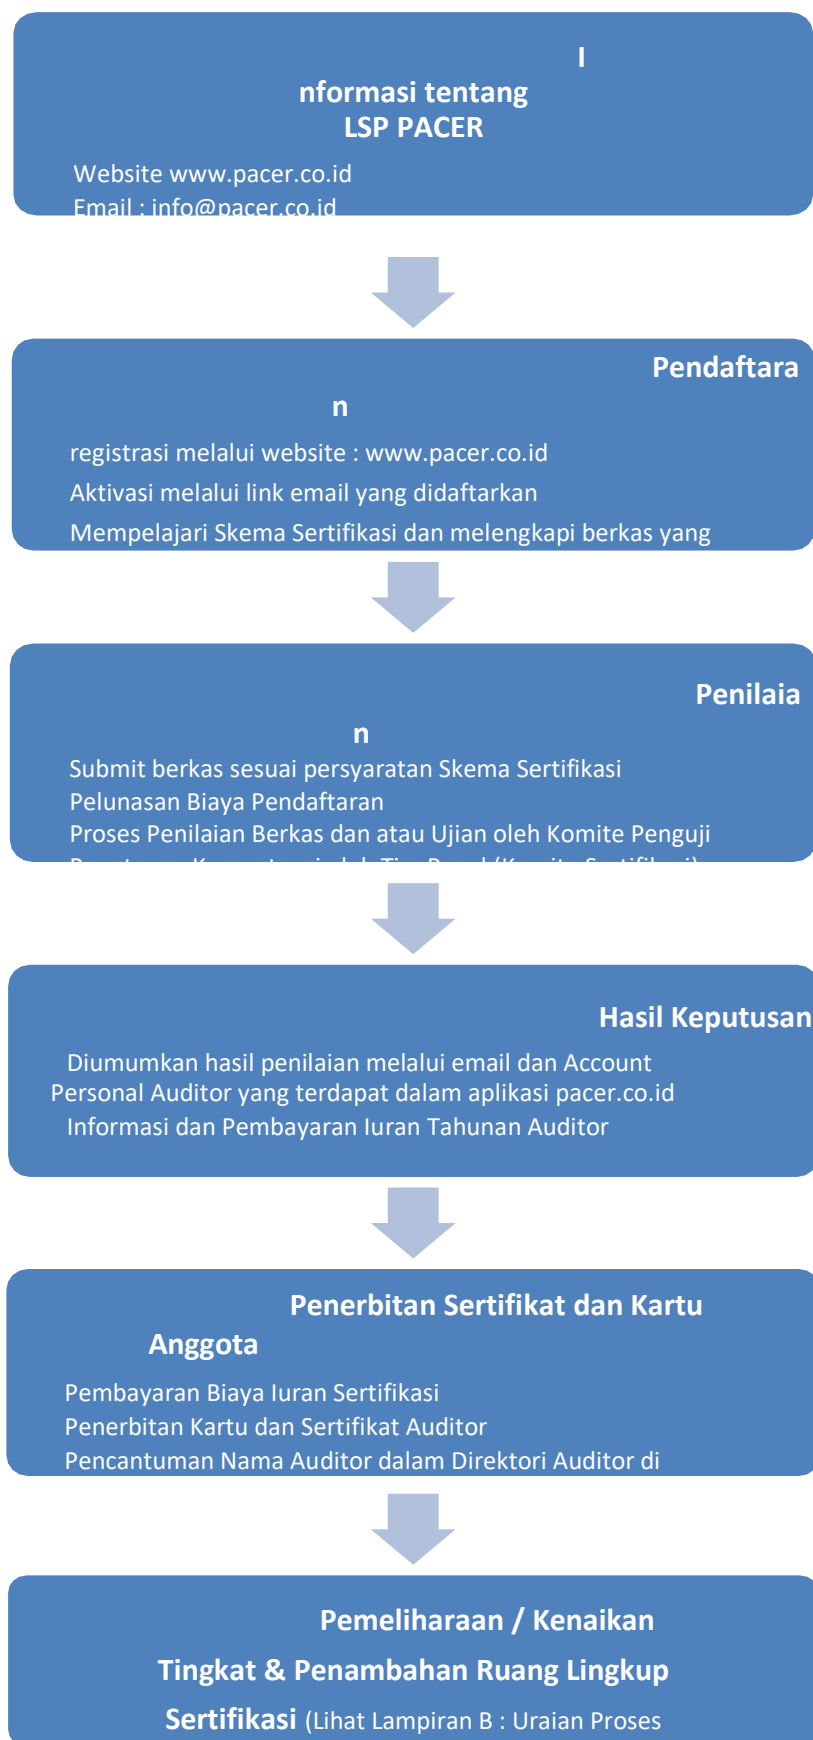 I
nformasi tentang
LSP PACER
Website www.pacer.co.id
Email : info@pacer.co.id
Pendaftara
n
registrasi melalui website : www.pacer.co.id
Aktivasi melalui link email yang didaftarkan
Mempelajari Skema Sertifikasi dan melengkapi berkas yang
Penilaia
n
Submit berkas sesuai persyaratan Skema Sertifikasi
Pelunasan Biaya Pendaftaran
Proses Penilaian Berkas dan atau Ujian oleh Komite Penguji
Hasil Keputusan
Diumumkan hasil penilaian melalui email dan Account
Personal Auditor yang terdapat dalam aplikasi pacer.co.id
Informasi dan Pembayaran Iuran Tahunan Auditor
Penerbitan Sertifikat dan Kartu
Anggota
Pembayaran Biaya Iuran Sertifikasi
Penerbitan Kartu dan Sertifikat Auditor
Pencantuman Nama Auditor dalam Direktori Auditor di
Pemeliharaan / Kenaikan
Tingkat & Penambahan Ruang Lingkup
Sertifikasi (Lihat Lampiran B : Uraian Proses